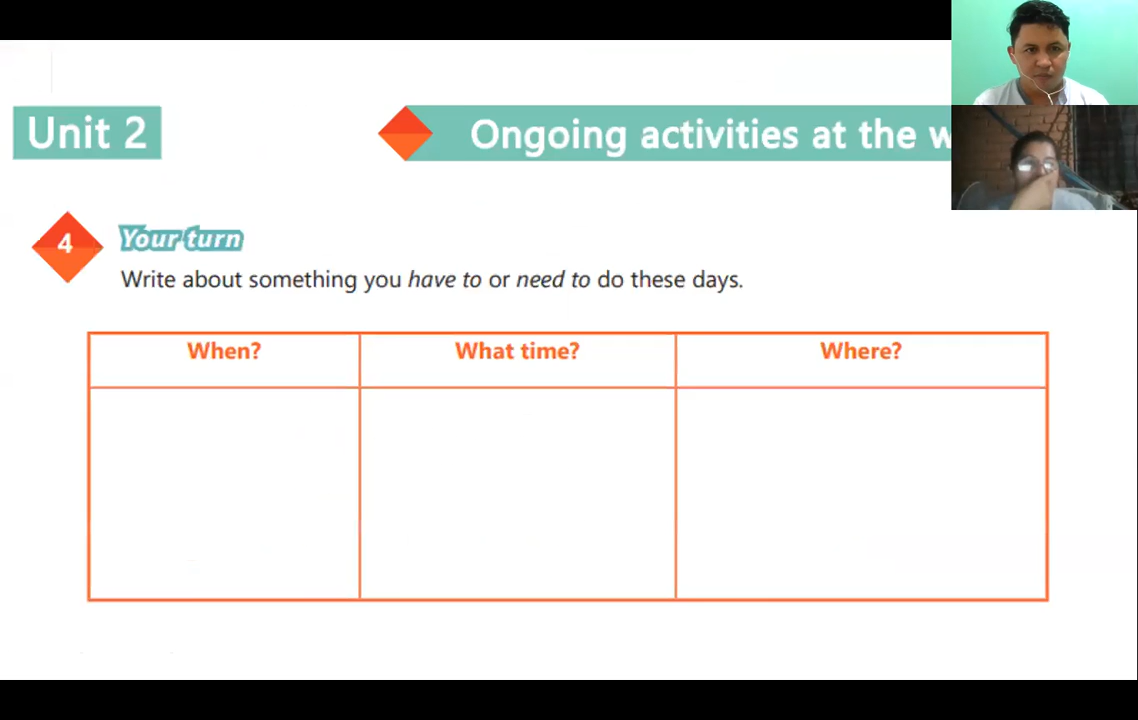 Unit 2
Ongoing activities at the w
4
Your turn
Write about something you have to or need to do these days.
When?
What time?
Where?